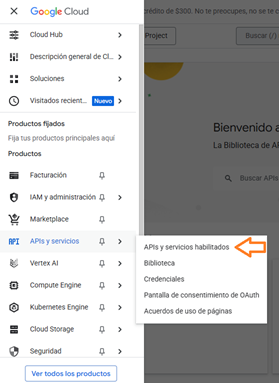 Google Cloud
crédito de $300. No te preocupes, no se te c
Cloud Hub
Project
Buscar (/)
Descripción general de Cl...
Soluciones
Visitados recient...
Nuevo
Productos fijados
Fija tus productos principales aquí
Bienvenido a
Productos
La Biblioteca de AP
Facturación
Buscar APIs
IAM y administración
Marketplace
API
APIs y servicios
APIs y servicios habilitados
Vertex AI
Biblioteca
Compute Engine
Credenciales
Kubernetes Engine
Pantalla de consentimiento de OAuth
Cloud Storage
Acuerdos de uso de páginas
Seguridad
Ver todos los productos